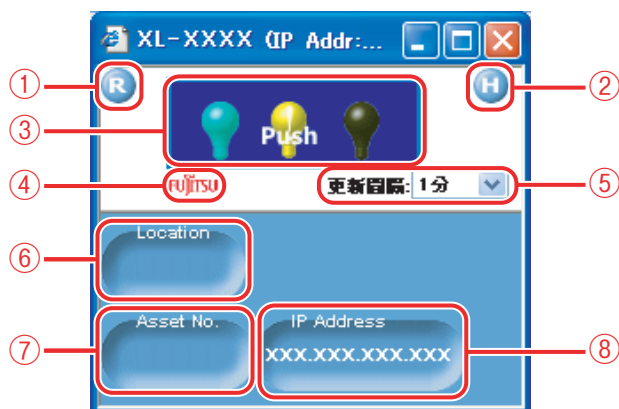 XL-XXXX (IP Addr:...
① R H ②
③ Push
④ FUJITSU 更新間隔: 1分 ⑤
Location
⑥
Asset No. IP Address
⑦ xxx.xxx.xxx.xxx ⑧